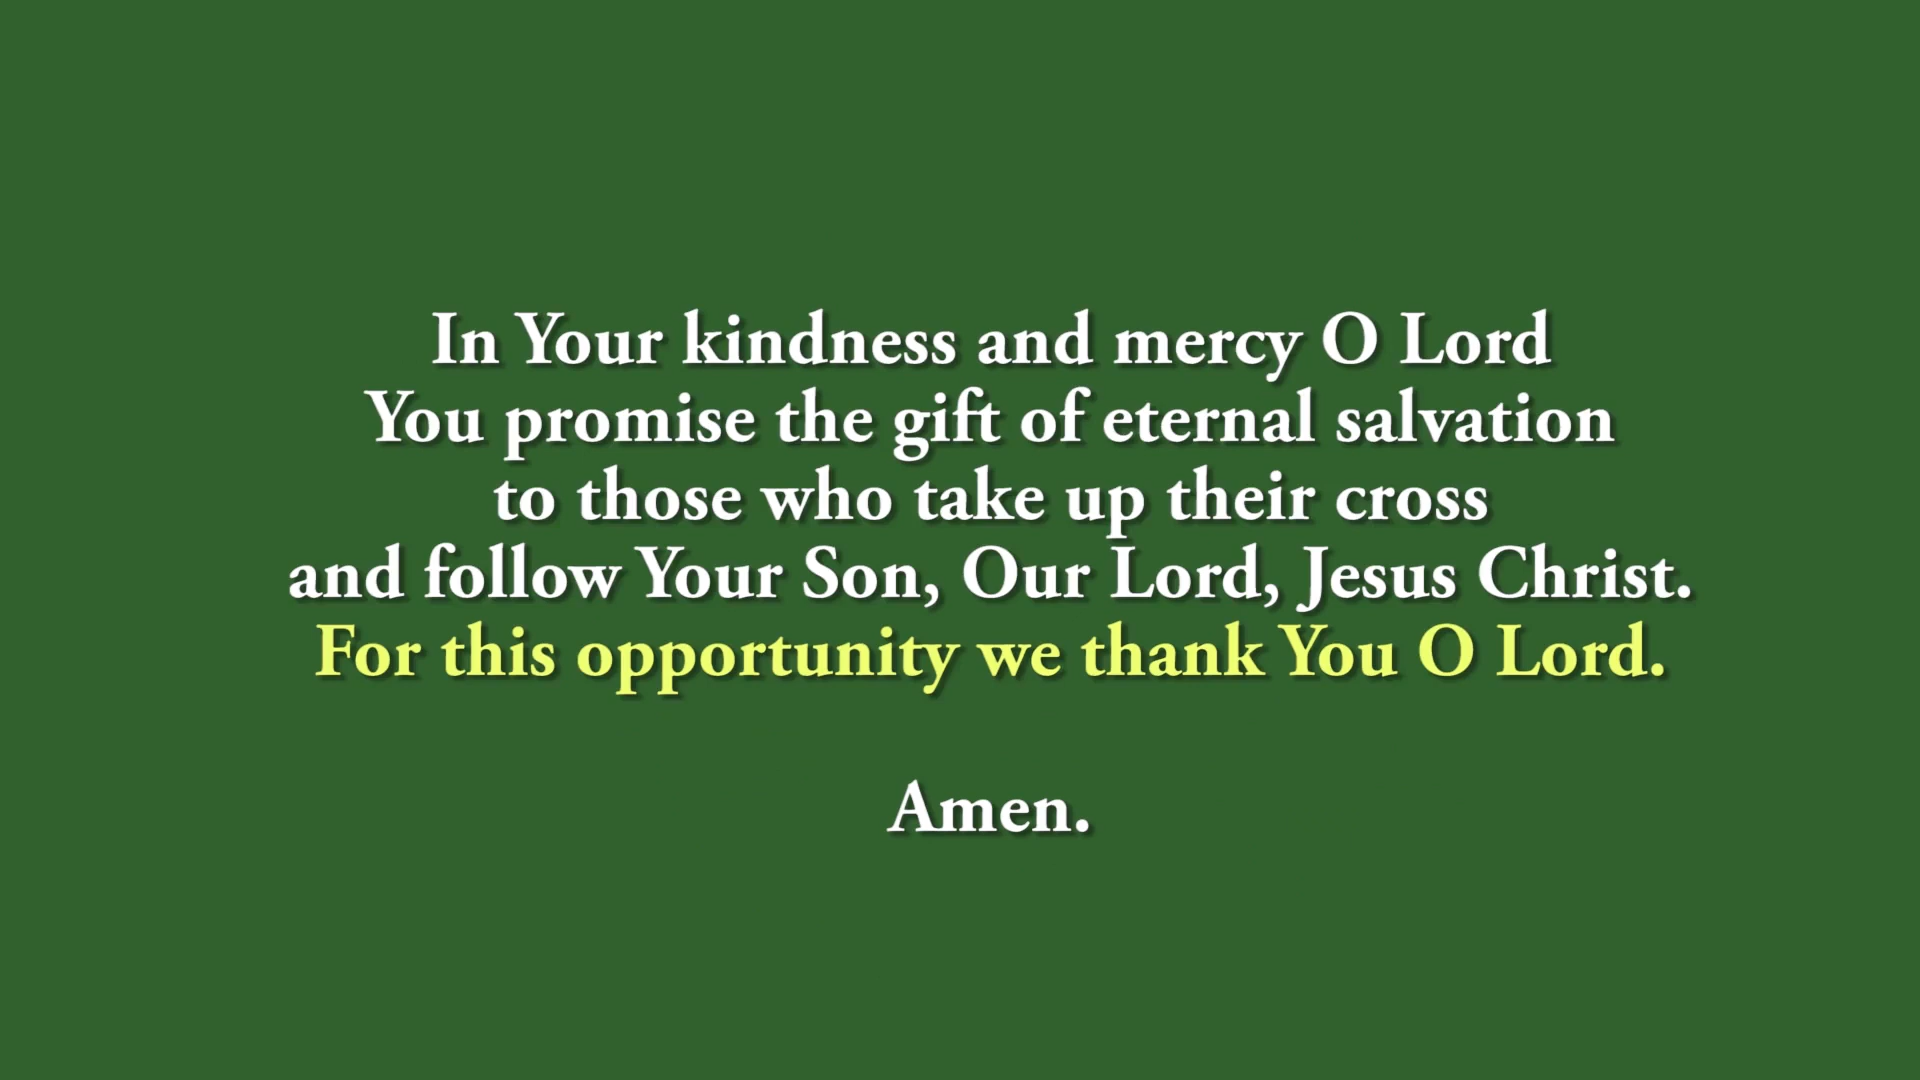 In Your kindness and mercy O Lord
You promise the gift of eternal salvation
to those who take up their cross
and follow Your Son, Our Lord, Jesus Christ.
For this opportunity we thank You O Lord.
Amen.